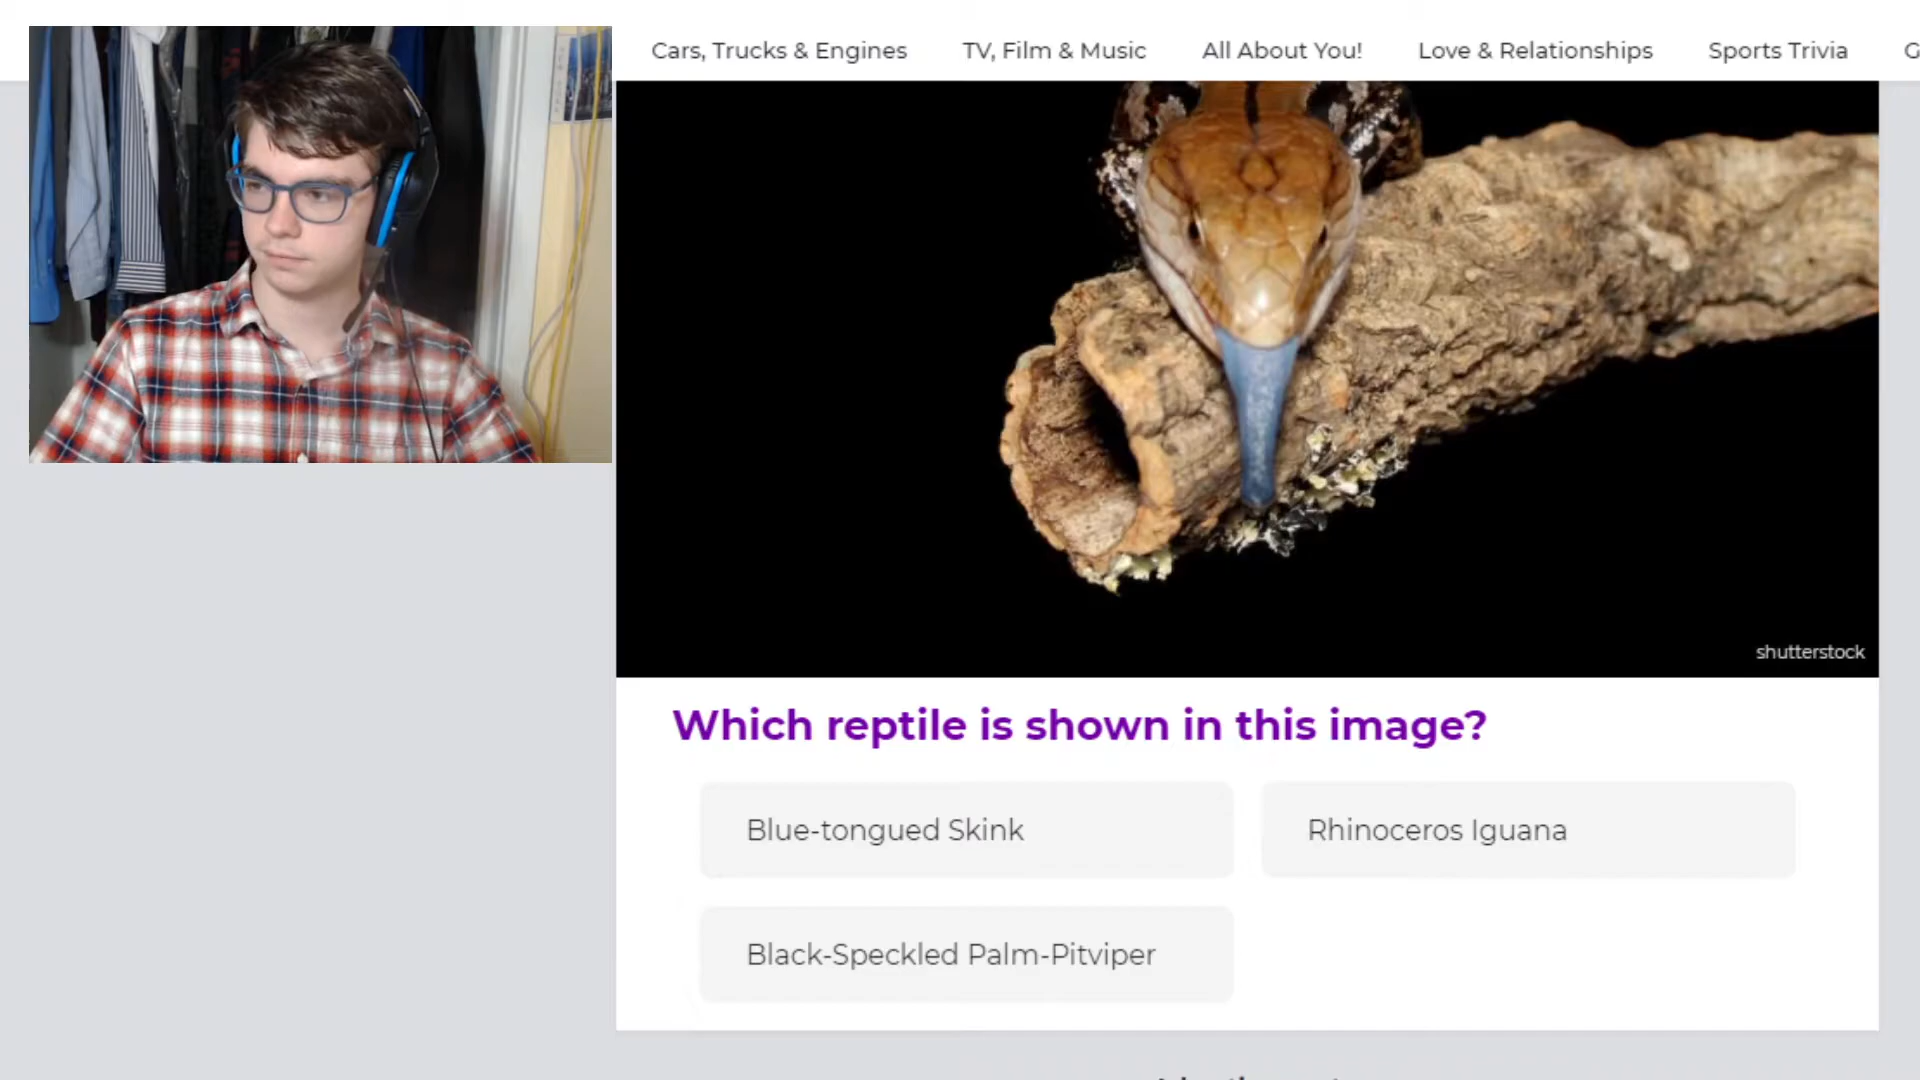 Cars, Trucks & Engines TV, Film & Music All About You! Love & Relationships Sports Trivia
shutterstock
Which reptile is shown in this image?
Blue-tongued Skink
Rhinoceros Iguana
Black-Speckled Palm-Pitviper